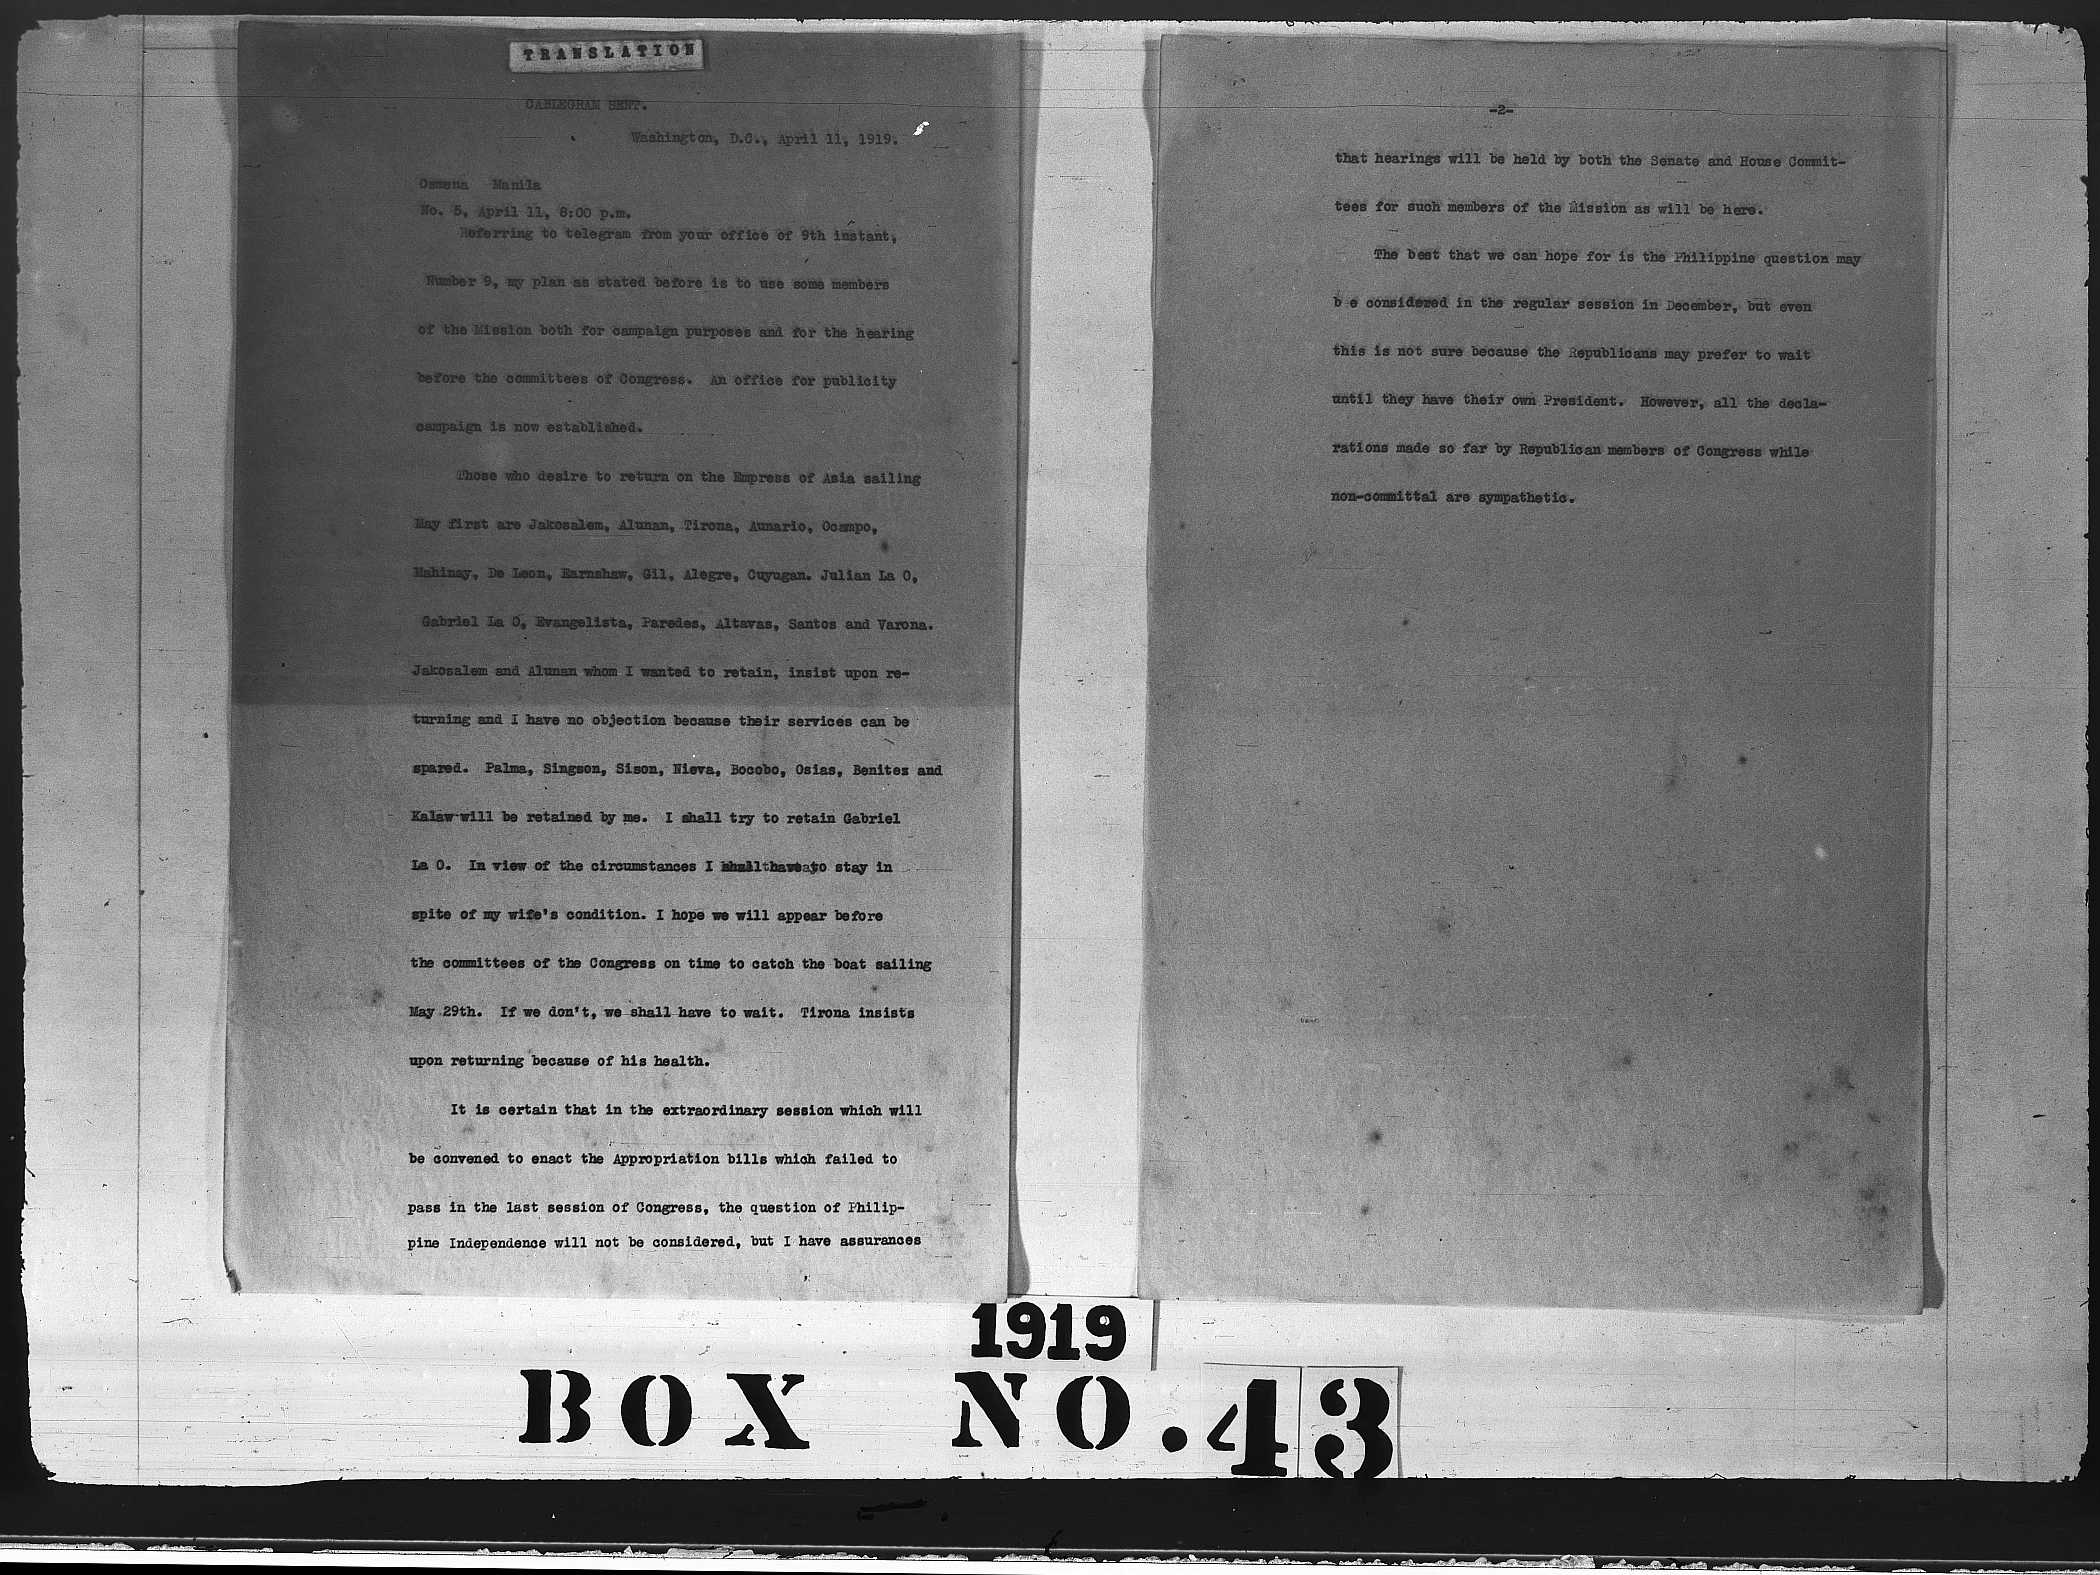 TRANSLATION
CABLEGRAM SENT.
Washington, D.C., April 11, 1919.
Osmena Manila
No. 5, April 11, 8:00 p.m.
Referring to telegram from your office of 9th instant,
Number 9, my plan as stated before is to use some members
of the Mission both for campaign purposes and for the hearing
before the committees of Congress. An office for publicity
campaign is now established.
Those who desire to return on the Empress of Asia sailing
May first are Jakosalem, Alunan, Tirona, Aunario, Ocampo,
Mahinay, De Leon, Earnshaw, Gil, Alegre, Cuyugan. Julian La O,
Gabriel La O, Evangelista, Paredes, Altavas, Santos and Varona.
Jakosalem and Alunan whom I wanted to retain, insist upon re-
turning and I have no objection because their services can be
spared. Palma, Singson, Sison, Nieva, Bocobo, Osias, Benitez and
Kalaw will be retained by me. I shall try to retain Gabriel
La O. In view of the circumstances I to stay in
spite of my wife's condition. I hope we will appear before
the committees of the Congress on time to catch the boat sailing
May 29th. If we don't, we shall have to wait. Tirona insists
upon returning because of his health.
It is certain that in the extraordinary session which will
be convened to enact the Appropriation bills which failed to
pass in the last session of Congress, the question of Philip-
pine Independence will not be considered, but I have assurances
-2-
that hearings will be held by both the Senate and House Commit-
tees for such members of the Mission as will be here.
The best that we can hope for is the Philippine question may
b e considered in the regular session in December, but even
this is not sure because the Republicans may prefer to wait
until they have their own President. However, all the decla-
rations made so far by Republican members of Congress while
non-committal are sympathetic.
1919
BOX NO.43